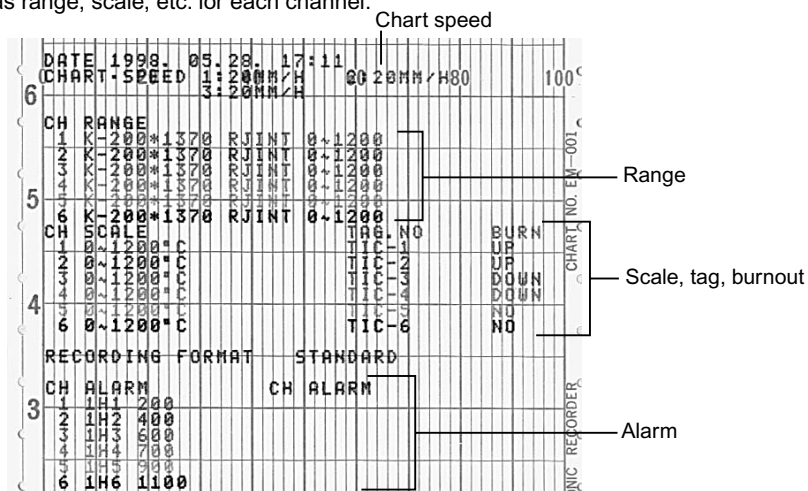 as range, scale, etc. for each channel.
Chart speed
DATE 1998. 05.28. 17:11
CHART-SPEED 1:20MM/H 2:20MM/H 80 100
3:20MM/H
6
CH RANGE
1 K-200*1370 RJINT 0~1200
2 K-200*1370 RJINT 0~1200
3 K-200*1370 RJINT 0~1200
4 K-200*1370 RJINT 0~1200
5 K-200*1370 RJINT 0~1200
6 K-200*1370 RJINT 0~1200
Range
5
CHART NO. EM-001
CH SCALE TAG.NO BURN
1 0~1200°C TIC-1 UP
2 0~1200°C TIC-2 UP
3 0~1200°C TIC-3 DOWN
4 0~1200°C TIC-4 DOWN
5 0~1200°C TIC-5 NO
6 0~1200°C TIC-6 NO
Scale, tag, burnout
4
RECORDING FORMAT STANDARD
CH ALARM CH ALARM
1 1H1 200
2 1H2 400
3 1H3 600
4 1H4 700
5 1H5 900
6 1H6 1100
Alarm
3
NIC RECORDER